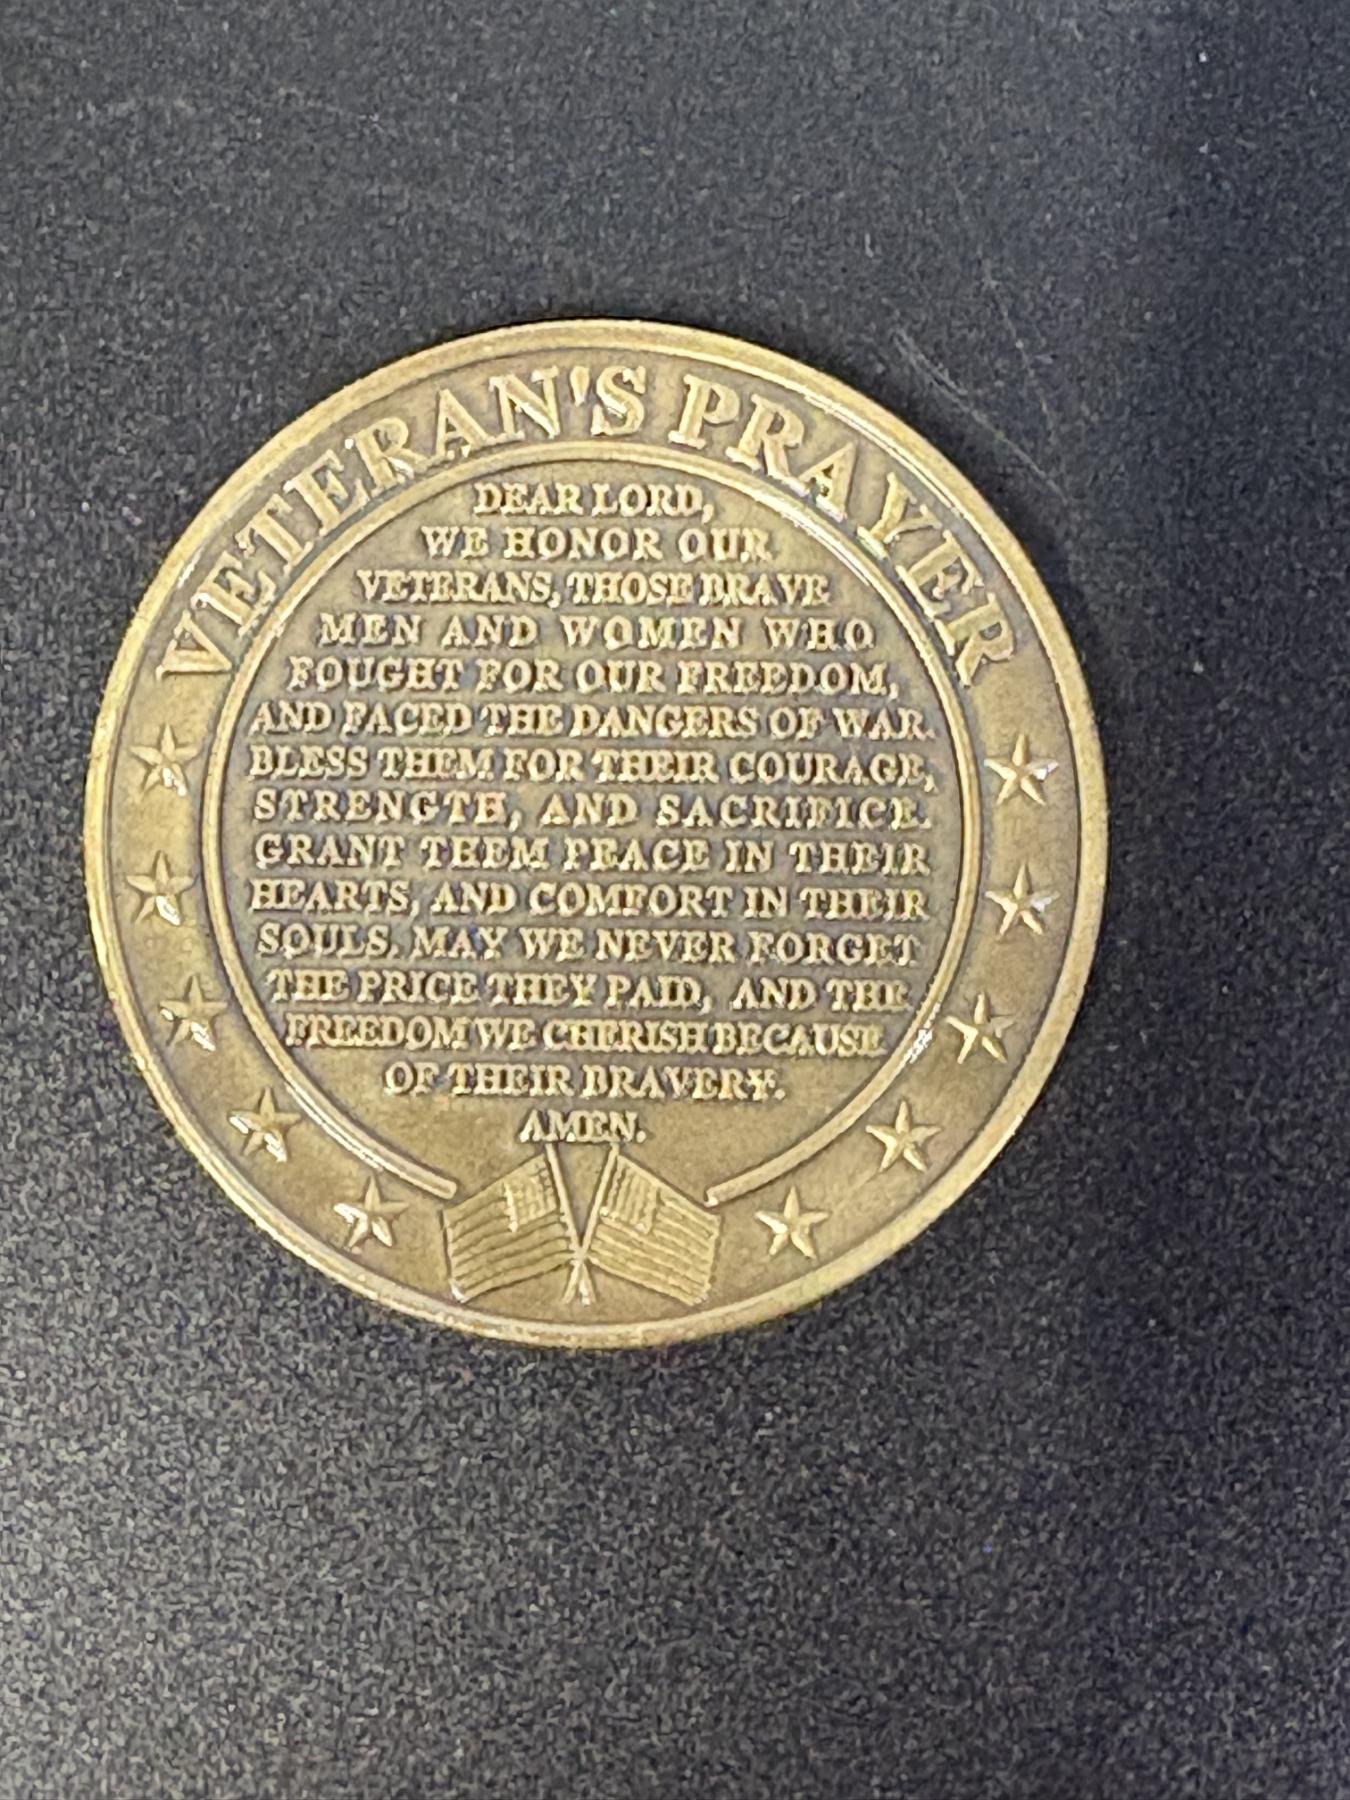 VETERAN'S PRAYER
DEAR LORD,
WE HONOR OUR
VETERANS, THOSE BRAVE
MEN AND WOMEN WHO
FOUGHT FOR OUR FREEDOM,
AND FACED THE DANGERS OF WAR.
BLESS THEM FOR THEIR COURAGE,
STRENGTH, AND SACRIFICE.
GRANT THEM PEACE IN THEIR
HEARTS, AND COMFORT IN THEIR
SOULS. MAY WE NEVER FORGET
THE PRICE THEY PAID, AND THE
FREEDOM WE CHERISH BECAUSE
OF THEIR BRAVERY.
AMEN.